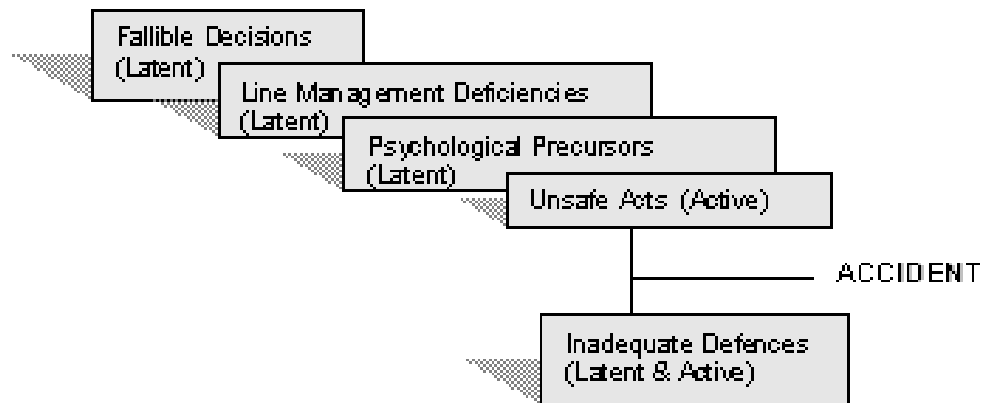 Fallible Decisions
(Latent)
Line Management Deficiencies
(Latent)
Psychological Precursors
(Latent)
Unsafe Acts (Active)
ACCIDENT
Inadequate Defences
(Latent & Active)